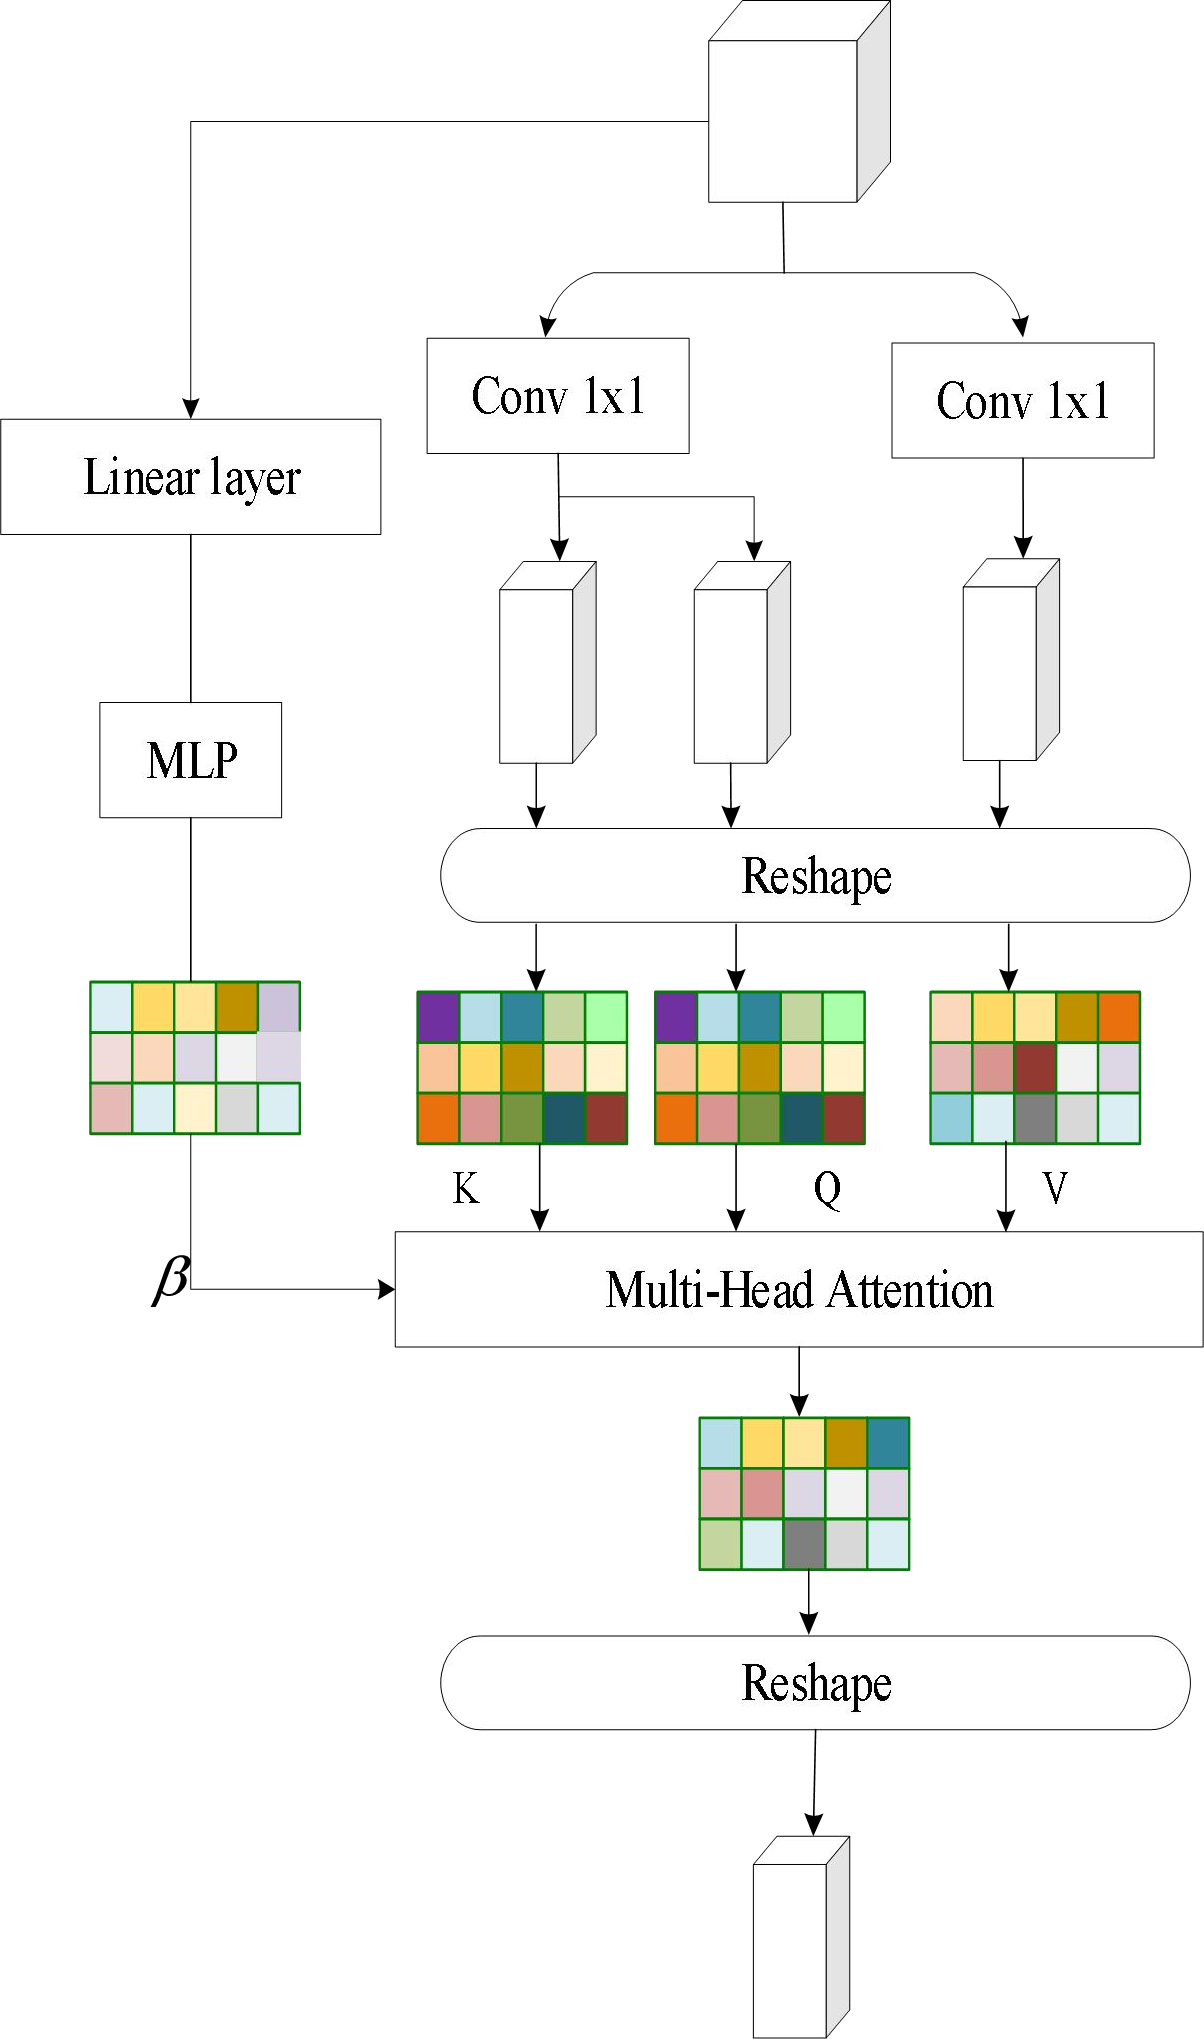 Conv 1x1
Conv 1x1
Linear layer
MLP
Reshape
K
Q
V
β
Multi-Head Attention
Reshape